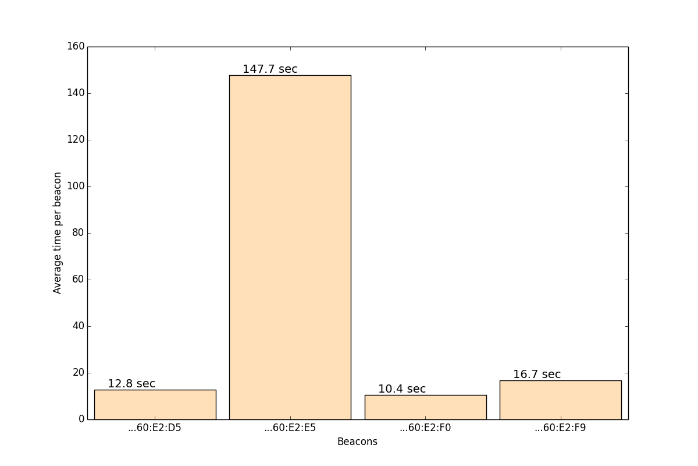 160
140
120
100
80
60
40
20
0
Average time per beacon
12.8 sec
147.7 sec
10.4 sec
16.7 sec
...60:E2:D5
...60:E2:E5
...60:E2:F0
...60:E2:F9
Beacons